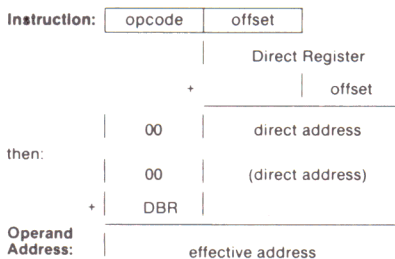 Instruction: opcode offset
Direct Register
+ offset
00 direct address
then:
00 (direct address)
+ DBR
Operand
Address: effective address